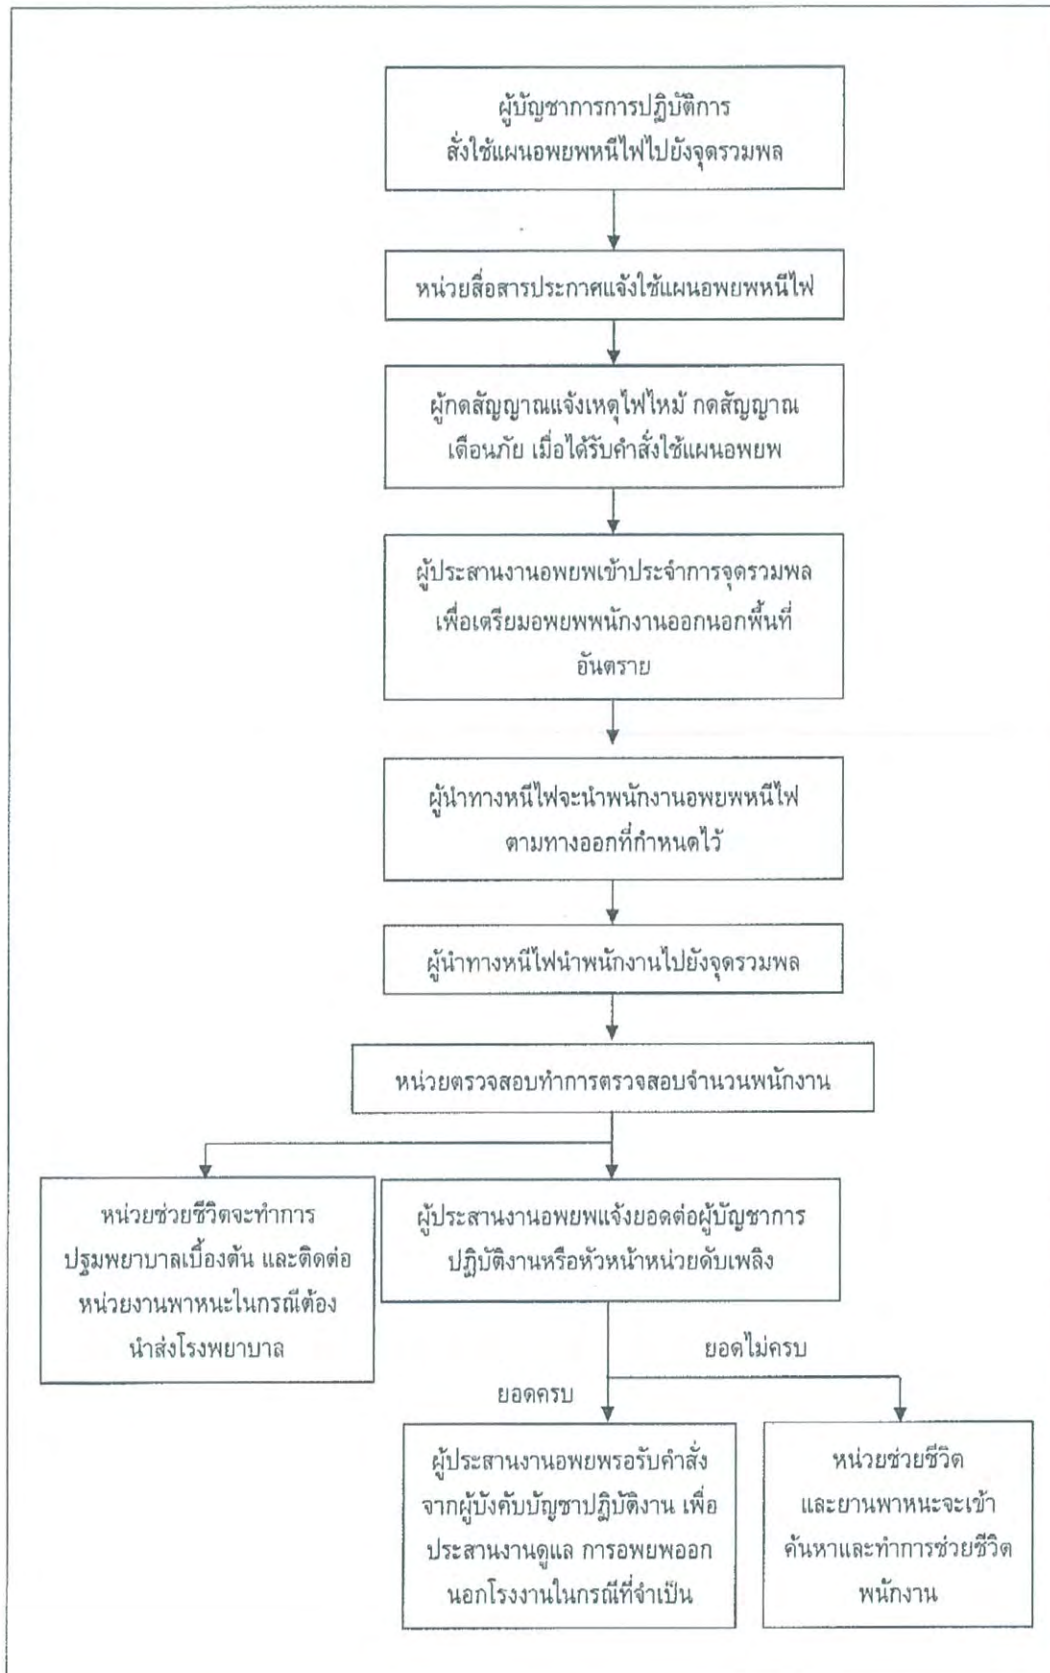 ผู้บัญชาการการปฏิบัติการ
สั่งใช้แผนอพยพหนีไฟไปยังจุดรวมพล
หน่วยสื่อสารประกาศแจ้งใช้แผนอพยพหนีไฟ
ผู้กดสัญญาณแจ้งเหตุไฟไหม้ กดสัญญาณ
เตือนภัย เมื่อได้รับคำสั่งใช้แผนอพยพ
ผู้ประสานงานอพยพเข้าประจำการจุดรวมพล
เพื่อเตรียมอพยพพนักงานออกนอกพื้นที่
อันตราย
ผู้นำทางหนีไฟจะนำพนักงานอพยพหนีไฟ
ตามทางออกที่กำหนดไว้
ผู้นำทางหนีไฟนำพนักงานไปยังจุดรวมพล
หน่วยตรวจสอบทำการตรวจสอบจำนวนพนักงาน
หน่วยช่วยชีวิตจะทำการ
ปฐมพยาบาลเบื้องต้น และติดต่อ
หน่วยงานพาหนะในกรณีต้อง
นำส่งโรงพยาบาล
ผู้ประสานงานอพยพแจ้งยอดต่อผู้บัญชาการ
ปฏิบัติงานหรือหัวหน้าหน่วยดับเพลิง
ยอดไม่ครบ
ยอดครบ
ผู้ประสานงานอพยพรอรับคำสั่ง
จากผู้บังคับบัญชาปฏิบัติงาน เพื่อ
ประสานงานดูแล การอพยพออก
นอกโรงงานในกรณีที่จำเป็น
หน่วยช่วยชีวิต
และยานพาหนะจะเข้า
ค้นหาและทำการช่วยชีวิต
พนักงาน